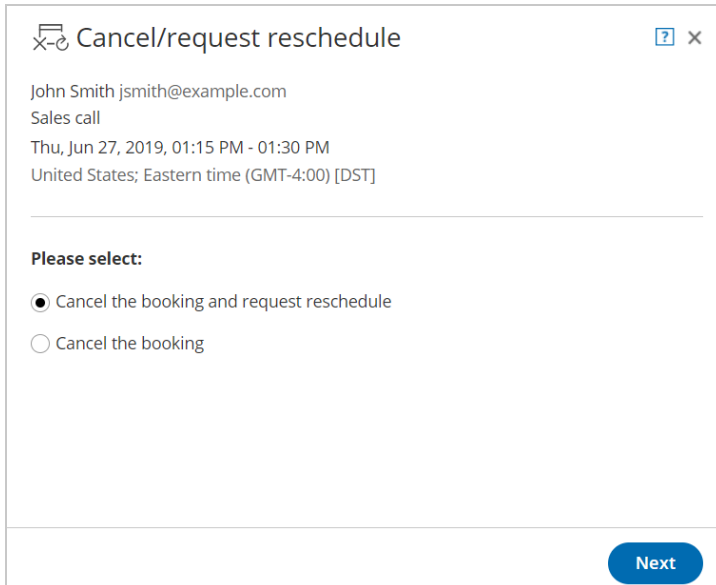 Cancel/request reschedule
?
John Smith jsmith@example.com
Sales call
Thu, Jun 27, 2019, 01:15 PM - 01:30 PM
United States; Eastern time (GMT-4:00) [DST]
Please select:
Cancel the booking and request reschedule
Cancel the booking
Next